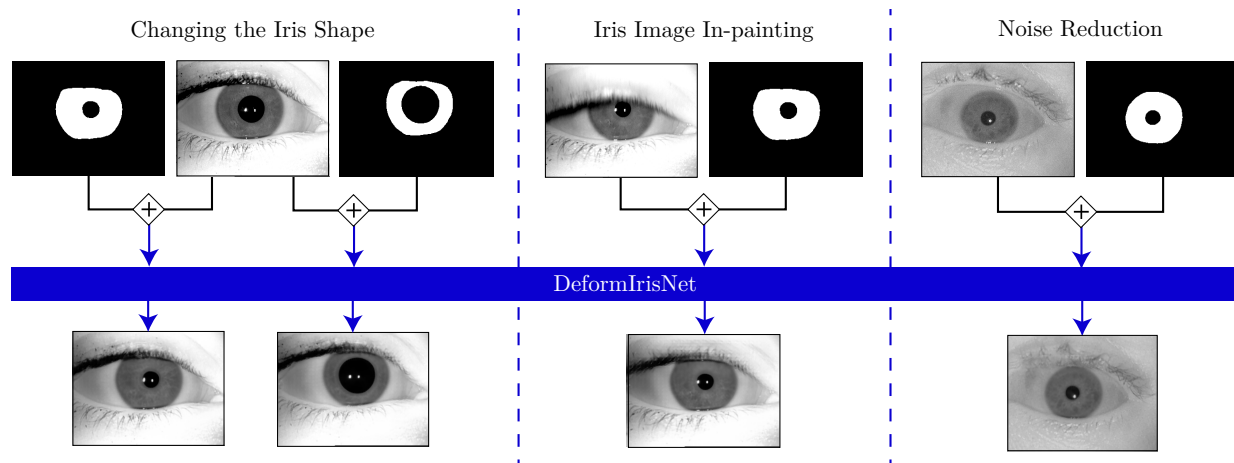 Changing the Iris Shape
Iris Image In-painting
Noise Reduction
DeformIrisNet